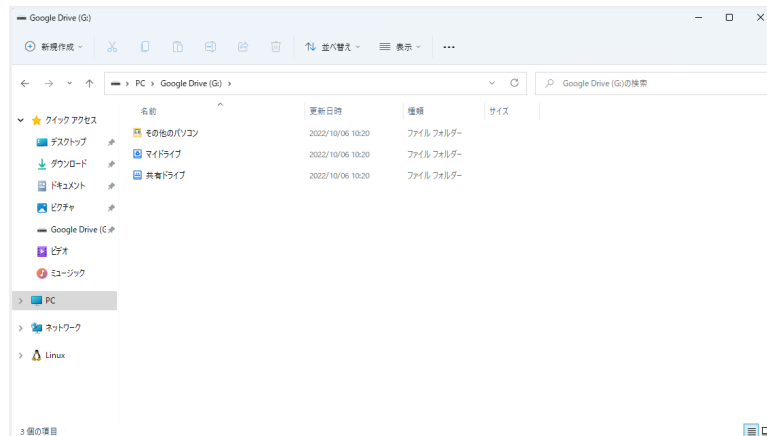 Google Drive (G:)
新規作成
並べ替え
表示
PC > Google Drive (G:) >
Google Drive (G:)の検索
名前 更新日時 種類 サイズ
その他のパソコン 2022/10/06 10:20 ファイル フォルダー
マイドライブ 2022/10/06 10:20 ファイル フォルダー
共有ドライブ 2022/10/06 10:20 ファイル フォルダー
クイック アクセス
デスクトップ
ダウンロード
ドキュメント
ピクチャ
Google Drive (G
ビデオ
ミュージック
PC
ネットワーク
Linux
3 個の項目